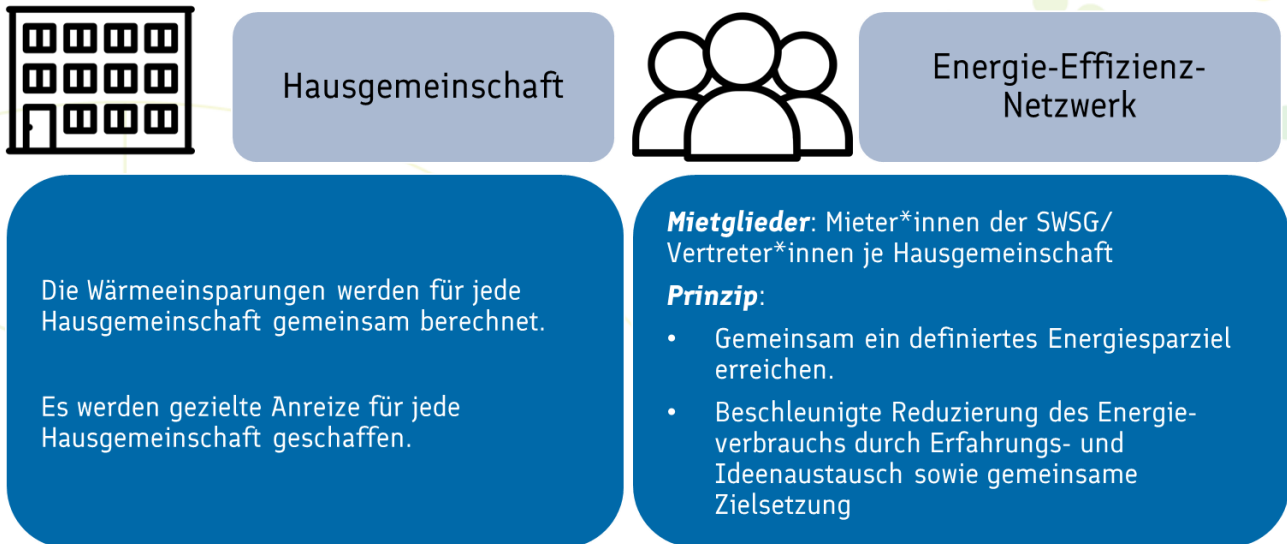 Hausgemeinschaft
Die Wärmeeinsparungen werden für jede
Hausgemeinschaft gemeinsam berechnet.
Es werden gezielte Anreize für jede
Hausgemeinschaft geschaffen.
Energie-Effizienz-
Netzwerk
Mietglieder: Mieter*innen der SWSG/
Vertreter*innen je Hausgemeinschaft
Prinzip:
• Gemeinsam ein definiertes Energiesparziel
erreichen.
• Beschleunigte Reduzierung des Energie-
verbrauchs durch Erfahrungs- und
Ideenaustausch sowie gemeinsame
Zielsetzung